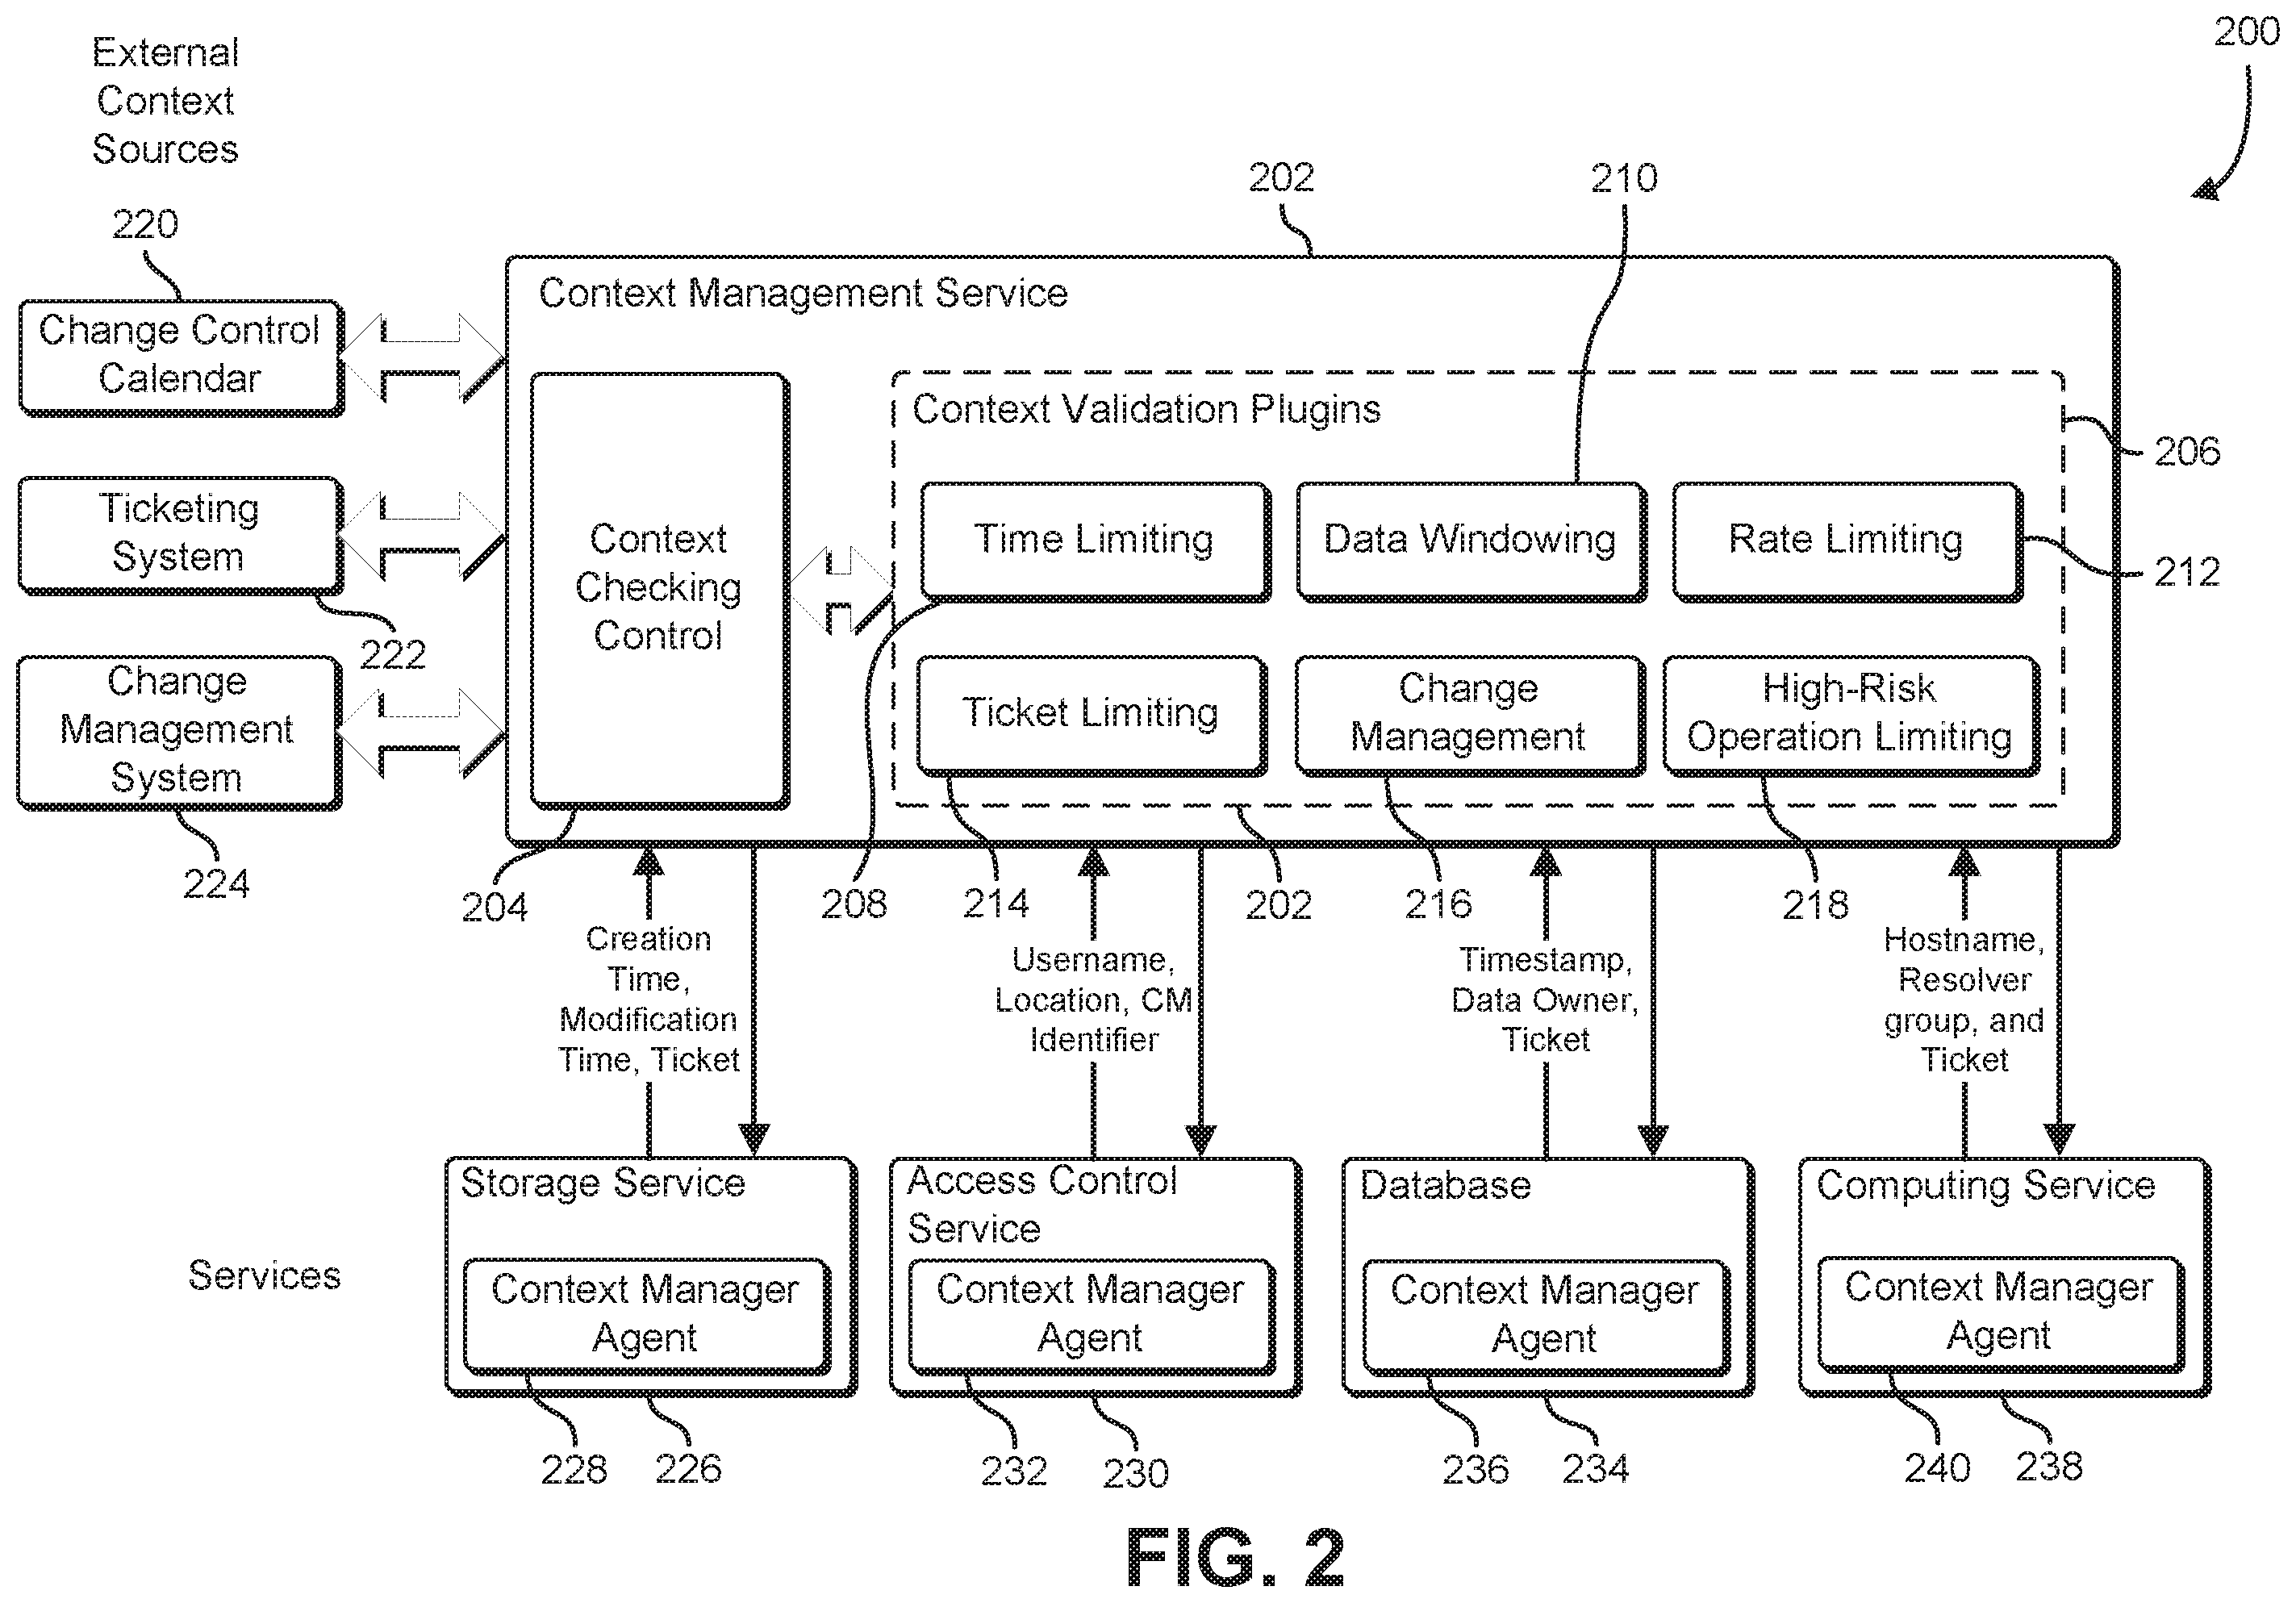 200
External
Context
Sources
202
210
220
Context Management Service
Change Control
Calendar
Context Validation Plugins
206
Ticketing
System
222
Context
Checking
Control
Time Limiting
Data Windowing
Rate Limiting
212
Change
Management
System
224
Ticket Limiting
Change
Management
High-Risk
Operation Limiting
204
208
214
202
216
218
Creation
Time,
Modification
Time, Ticket
Username,
Location, CM
Identifier
Timestamp,
Data Owner,
Ticket
Hostname,
Resolver
group, and
Ticket
Services
Storage Service
Context Manager
Agent
Access Control
Service
Context Manager
Agent
Database
Context Manager
Agent
Computing Service
Context Manager
Agent
228
226
232
230
236
234
240
238
FIG. 2